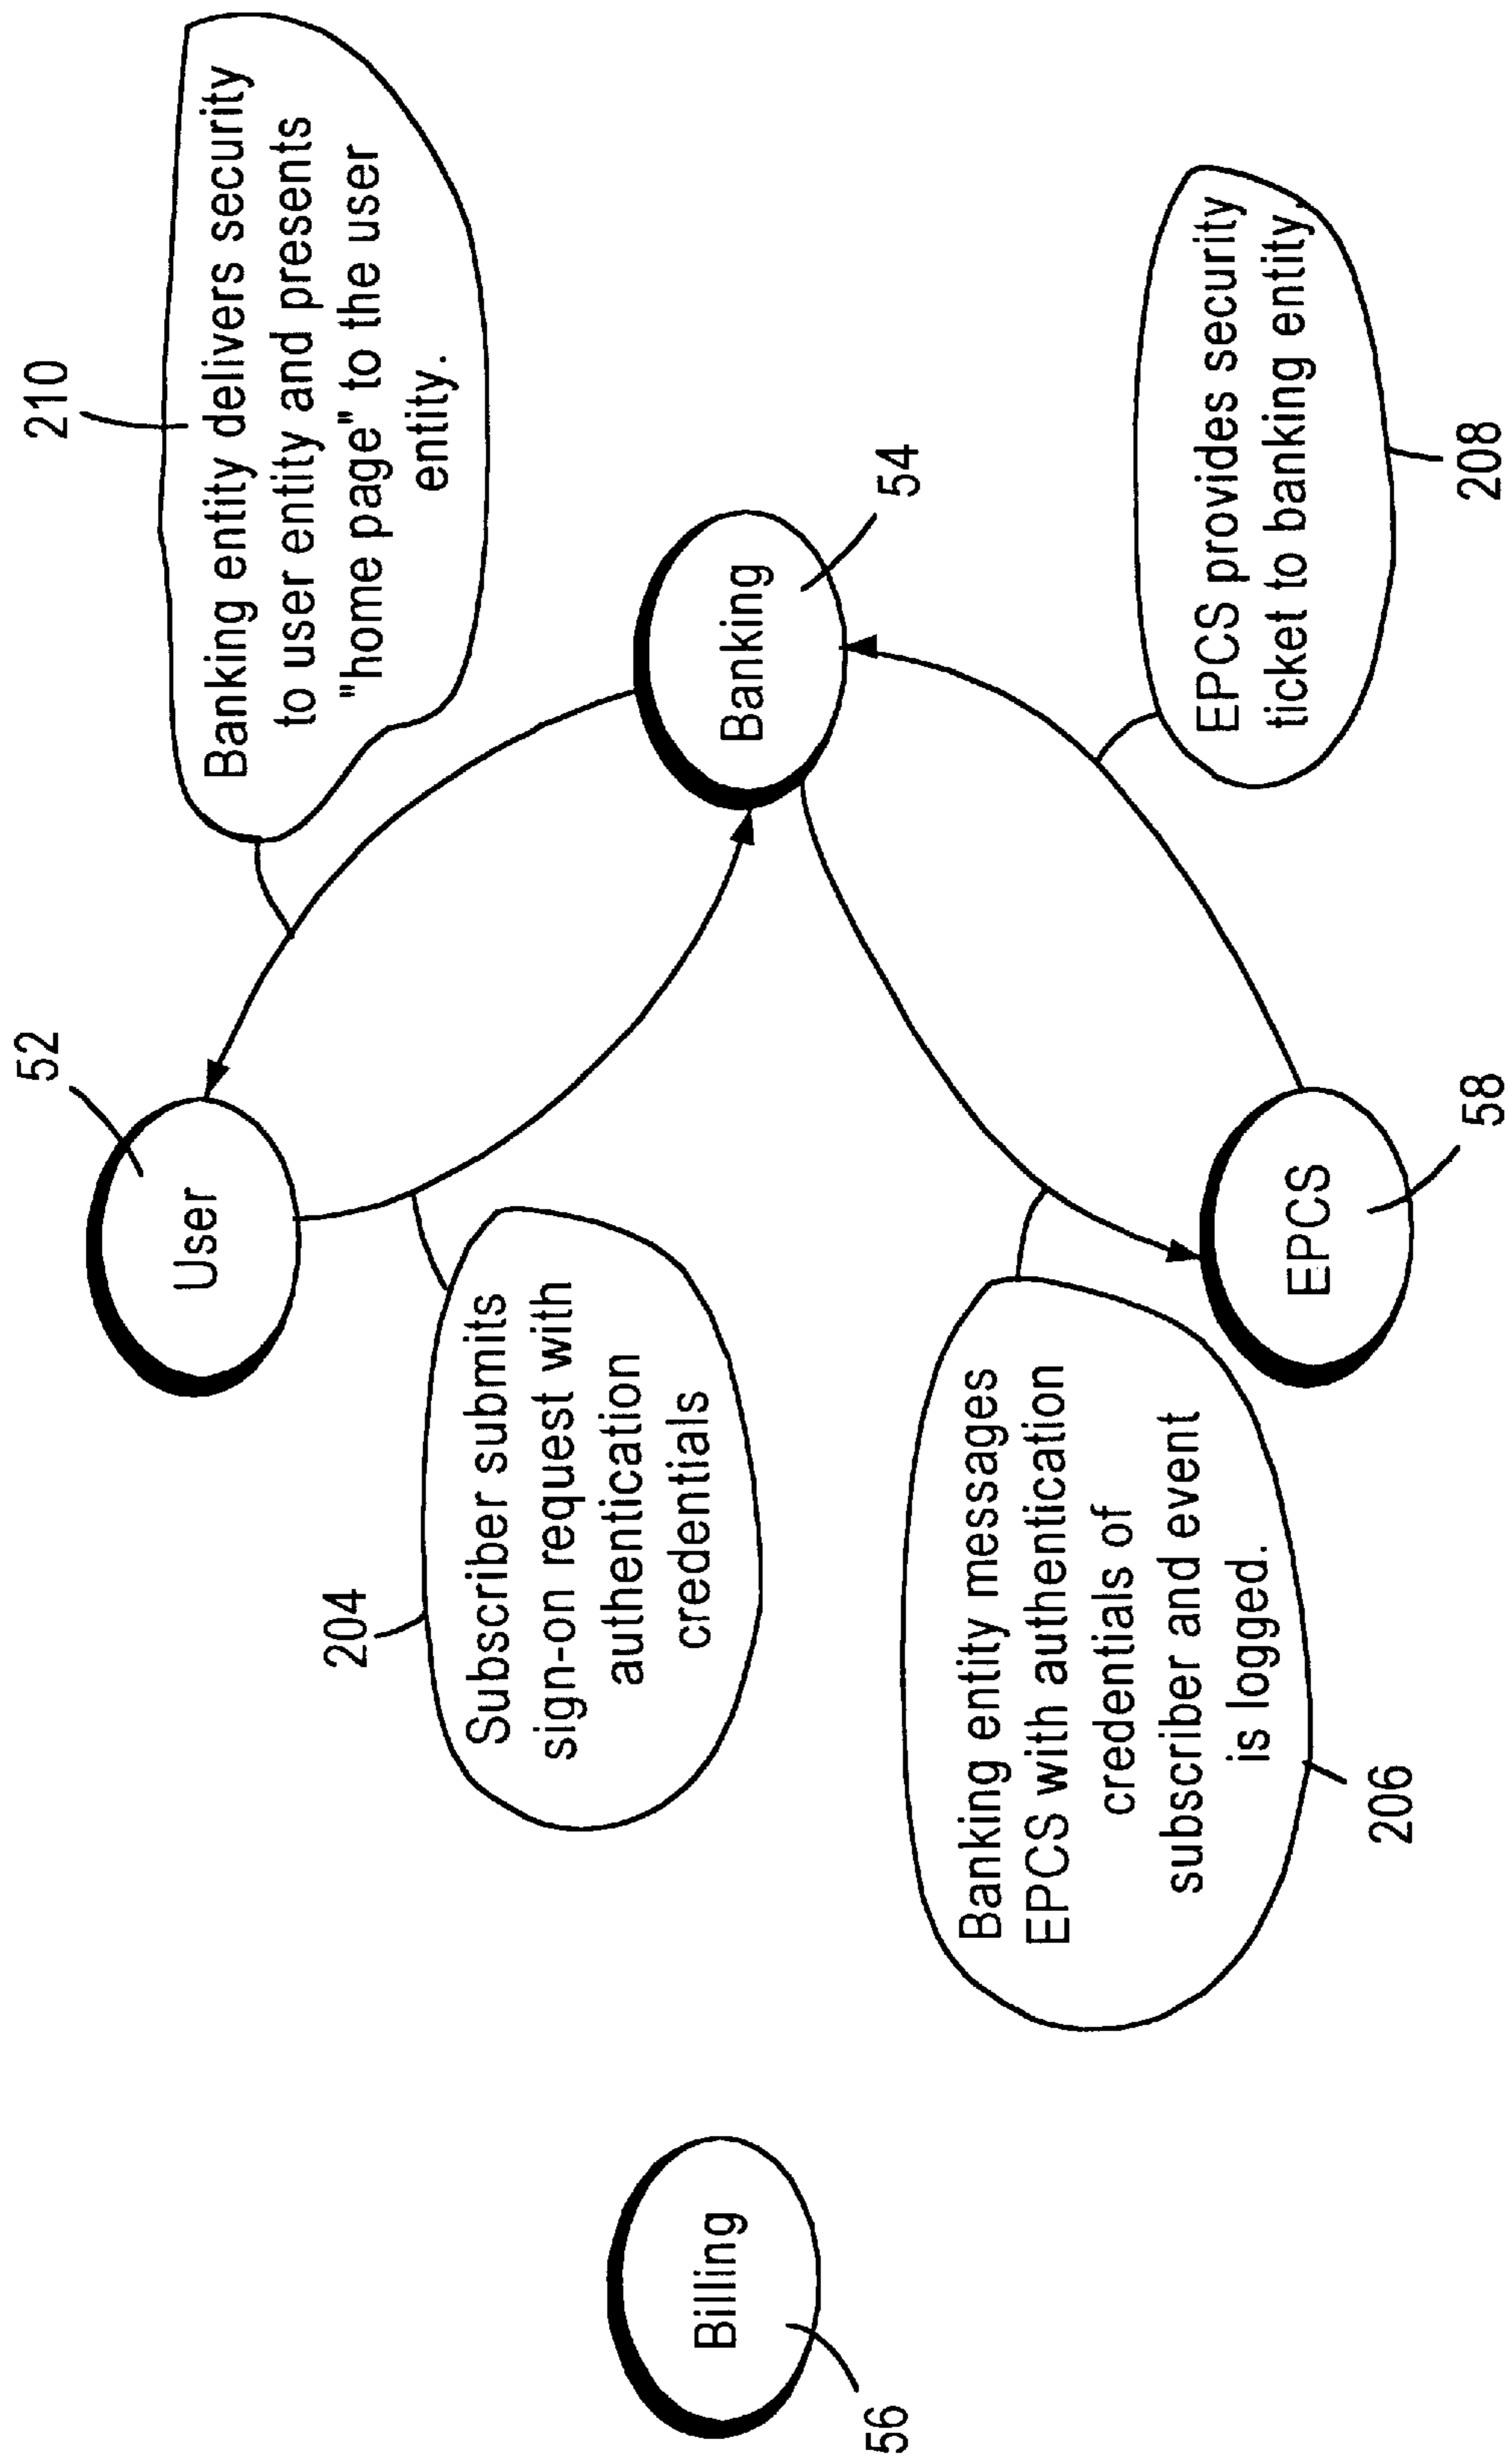 210
Banking entity delivers security
to user entity and presents
"home page" to the user
entity.
52
User
204
Subscriber submits
sign-on request with
authentication
credentials
Banking
54
Billing
56
206
Banking entity messages
EPCS with authentication
credentials of
subscriber and event
is logged.
EPCS
58
EPCS provides security
ticket to banking entity
208